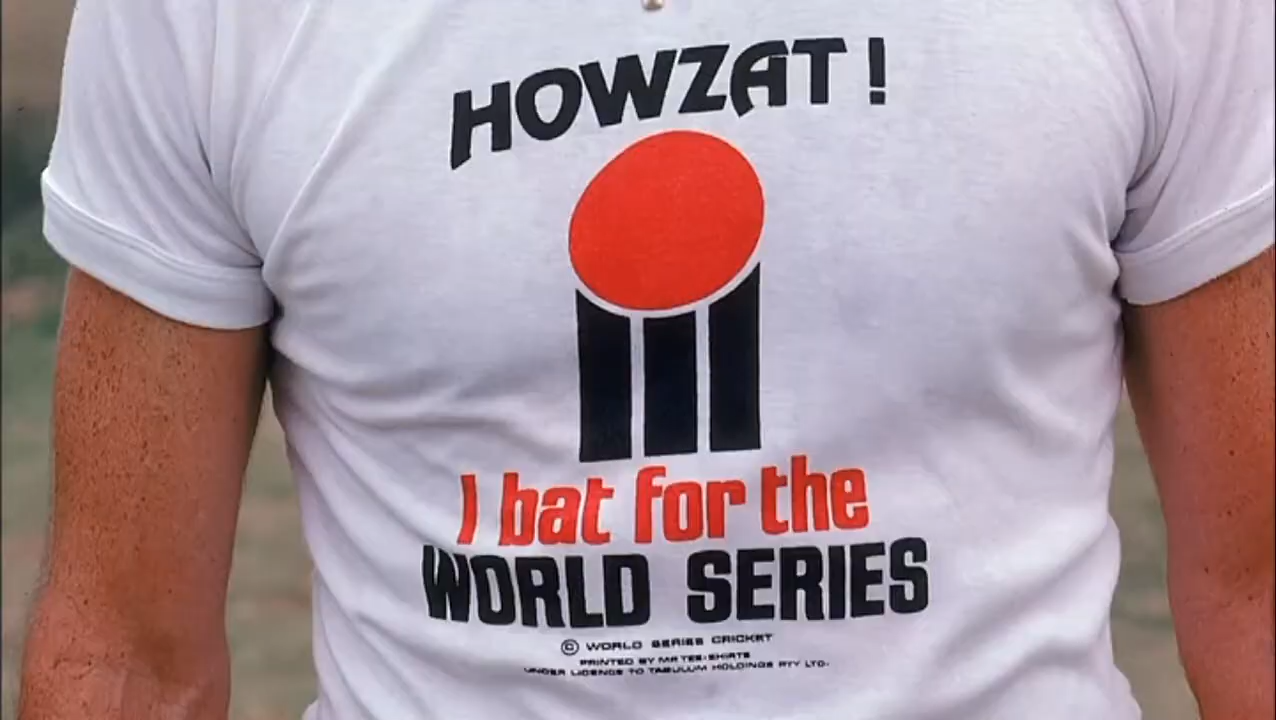 HOWZAT!
I bat for the
WORLD SERIES
© WORLD SERIES CRICKET
PRINTED BY MR TEE-SHIRTS
UNDER LICENCE TO TABULUM HOLDINGS PTY LTD.